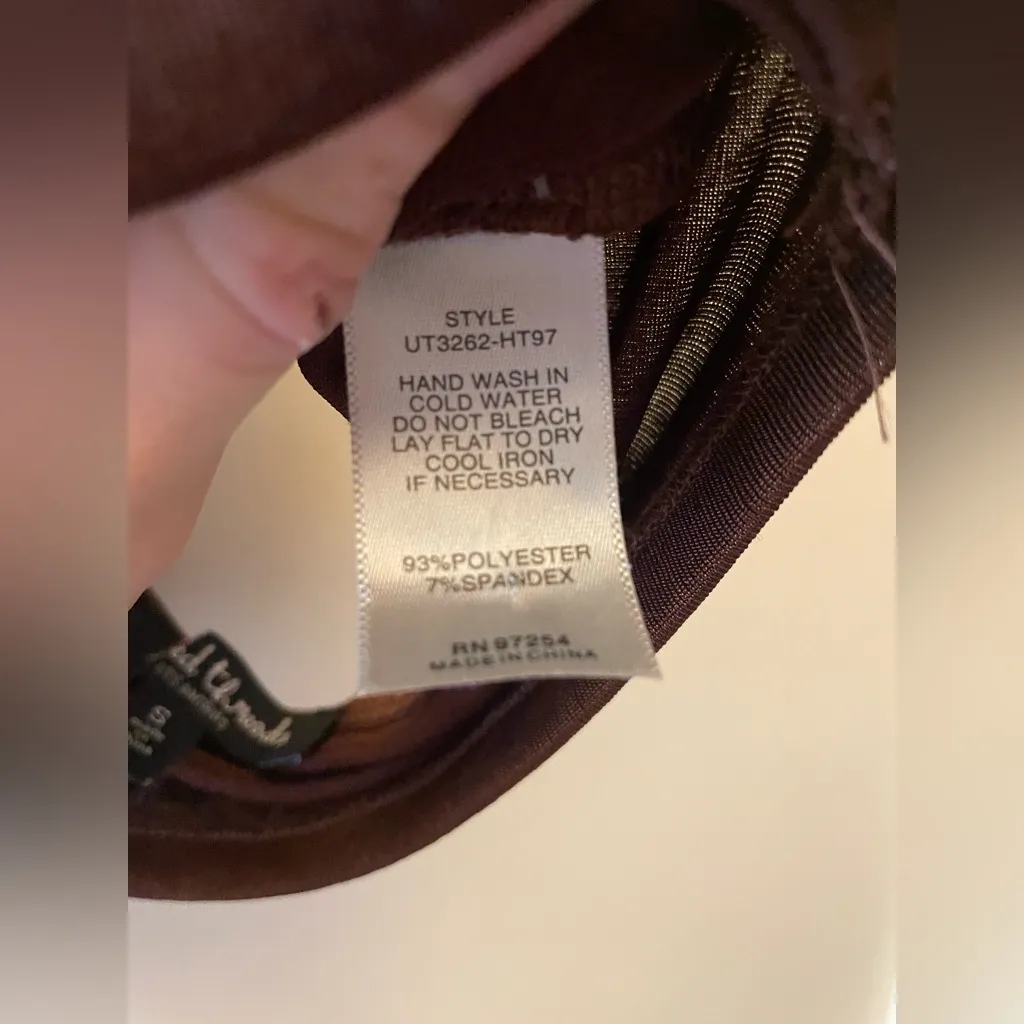 STYLE
UT3262-HT97
HAND WASH IN
COLD WATER
DO NOT BLEACH
LAY FLAT TO DRY
COOL IRON
IF NECESSARY
93%POLYESTER
7%SPANDEX
RN 97254
MADE IN CHINA
S